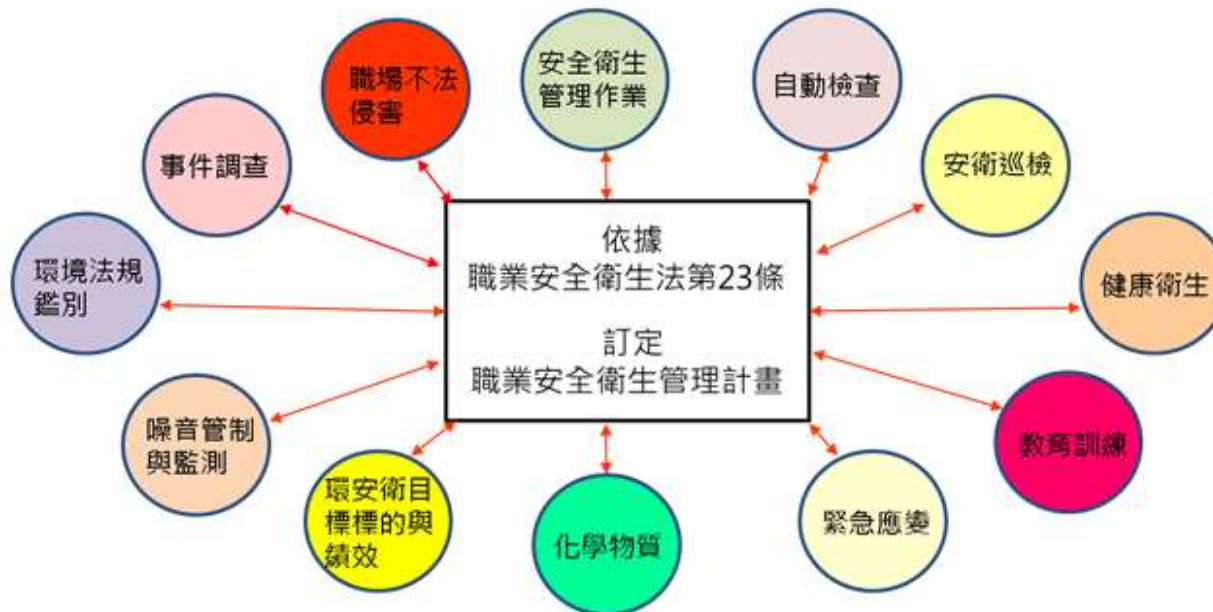 職場不法
侵害
安全衛生
管理作業
自動檢查
事件調查
安衛巡檢
環境法規
鑑別
依據
職業安全衛生法第23條
訂定
職業安全衛生管理計畫
健康衛生
噪音管制
與監測
教育訓練
環安衛目
標標的與
績效
化學物質
緊急應變